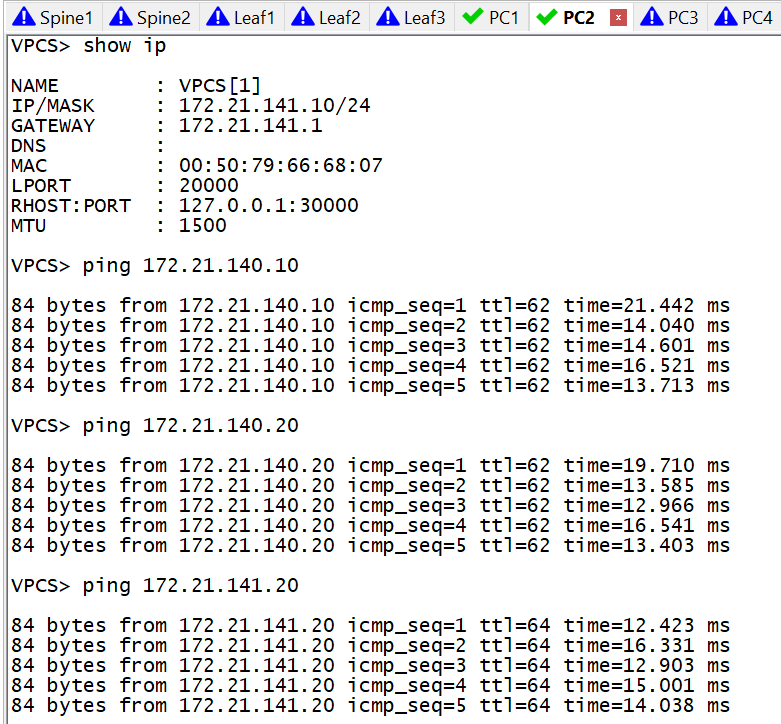 Spine1 Spine2 Leaf1 Leaf2 Leaf3 PC1 PC2 x PC3 PC4
VPCS> show ip
NAME : VPCS[1]
IP/MASK : 172.21.141.10/24
GATEWAY : 172.21.141.1
DNS :
MAC : 00:50:79:66:68:07
LPORT : 20000
RHOST:PORT : 127.0.0.1:30000
MTU : 1500
VPCS> ping 172.21.140.10
84 bytes from 172.21.140.10 icmp_seq=1 ttl=62 time=21.442 ms
84 bytes from 172.21.140.10 icmp_seq=2 ttl=62 time=14.040 ms
84 bytes from 172.21.140.10 icmp_seq=3 ttl=62 time=14.601 ms
84 bytes from 172.21.140.10 icmp_seq=4 ttl=62 time=16.521 ms
84 bytes from 172.21.140.10 icmp_seq=5 ttl=62 time=13.713 ms
VPCS> ping 172.21.140.20
84 bytes from 172.21.140.20 icmp_seq=1 ttl=62 time=19.710 ms
84 bytes from 172.21.140.20 icmp_seq=2 ttl=62 time=13.585 ms
84 bytes from 172.21.140.20 icmp_seq=3 ttl=62 time=12.966 ms
84 bytes from 172.21.140.20 icmp_seq=4 ttl=62 time=16.541 ms
84 bytes from 172.21.140.20 icmp_seq=5 ttl=62 time=13.403 ms
VPCS> ping 172.21.141.20
84 bytes from 172.21.141.20 icmp_seq=1 ttl=64 time=12.423 ms
84 bytes from 172.21.141.20 icmp_seq=2 ttl=64 time=16.331 ms
84 bytes from 172.21.141.20 icmp_seq=3 ttl=64 time=12.903 ms
84 bytes from 172.21.141.20 icmp_seq=4 ttl=64 time=15.001 ms
84 bytes from 172.21.141.20 icmp_seq=5 ttl=64 time=14.038 ms